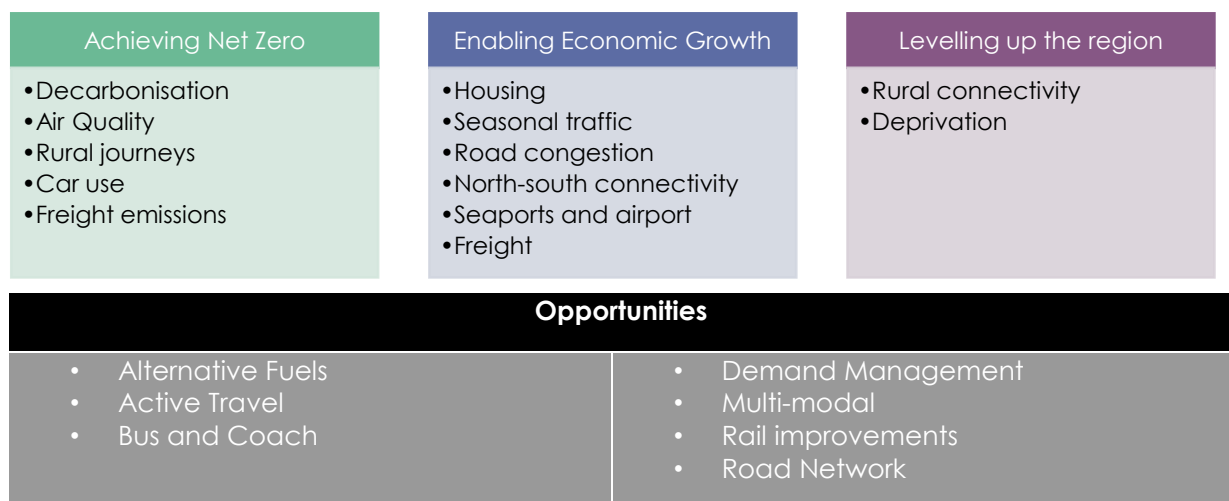 Achieving Net Zero
•Decarbonisation
•Air Quality
•Rural journeys
•Car use
•Freight emissions
Enabling Economic Growth
•Housing
•Seasonal traffic
•Road congestion
•North-south connectivity
•Seaports and airport
•Freight
Levelling up the region
•Rural connectivity
•Deprivation
Opportunities
• Alternative Fuels
• Active Travel
• Bus and Coach
• Demand Management
• Multi-modal
• Rail improvements
• Road Network